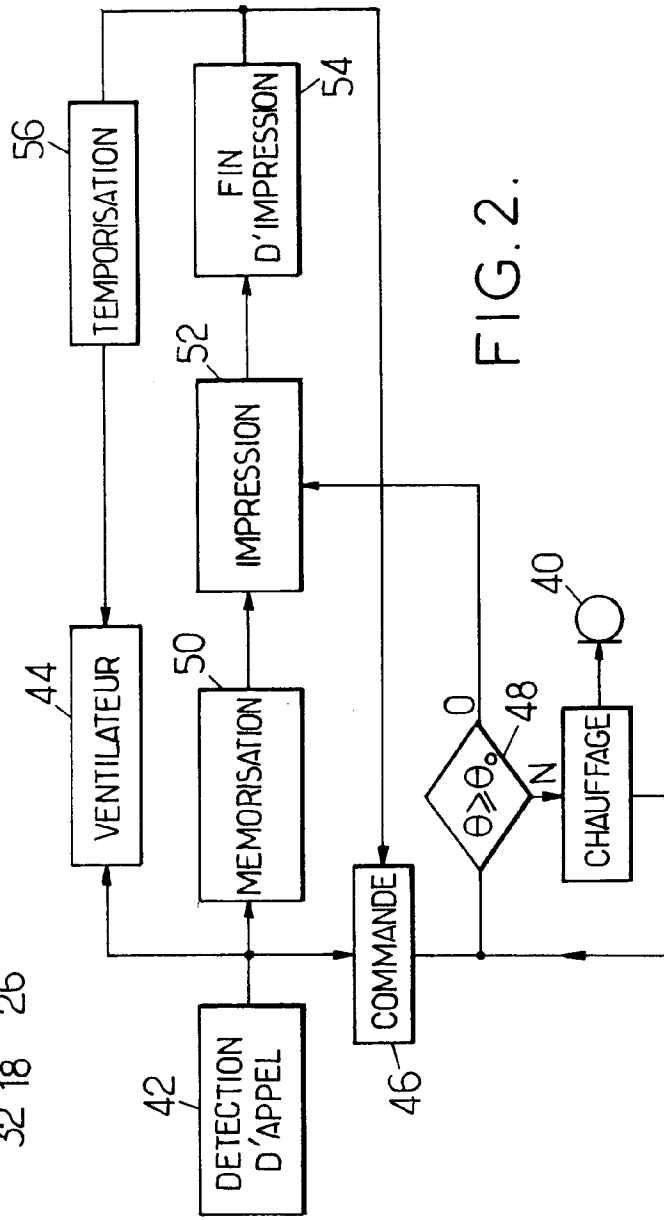 32 18 26
56
TEMPORISATION
44
VENTILATEUR
54
FIN
D'IMPRESSION
52
IMPRESSION
50
MEMORISATION
42
DETECTION
D'APPEL
46
COMMANDE
θ ⩾ θo
48
O
N
CHAUFFAGE
40
FIG. 2.